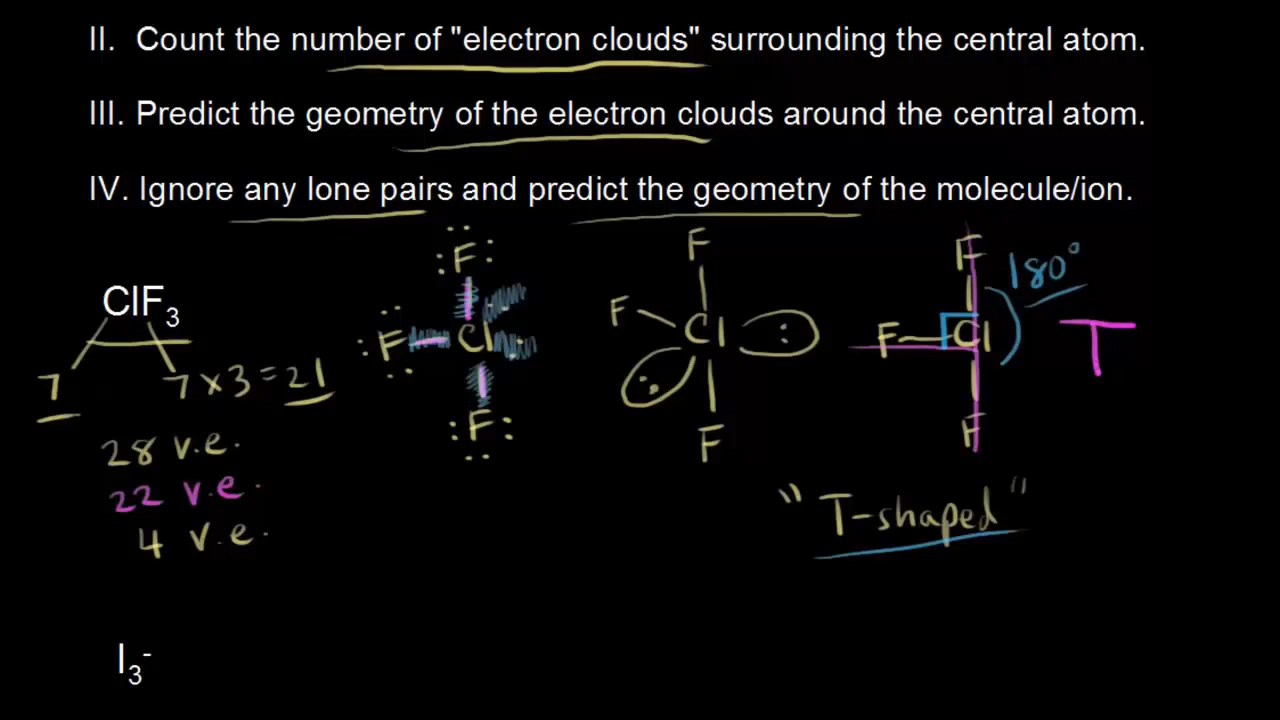 II. Count the number of "electron clouds" surrounding the central atom.
III. Predict the geometry of the electron clouds around the central atom.
IV. Ignore any lone pairs and predict the geometry of the molecule/ion.
ClF₃
7 7 x 3 = 21
28 v.e.
22 v.e.
4 v.e.
F
F Cl
F
F
F Cl
F
F 180°
F Cl T
F
"T-shaped"
I₃⁻